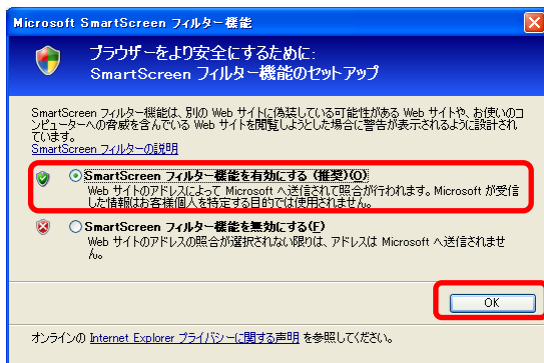 Microsoft SmartScreen フィルター機能
ブラウザーをより安全にするために:
SmartScreen フィルター機能のセットアップ
SmartScreen フィルター機能は、別の Web サイトに偽装している可能性がある Web サイトや、お使いのコ
ンピューターへの脅威を含んでいる Web サイトを閲覧しようとした場合に警告が表示されるように設計され
ています。
SmartScreen フィルターの説明
SmartScreen フィルター機能を有効にする (推奨)(O)
Web サイトのアドレスによって Microsoft へ送信されて照合が行われます。Microsoft が受信
した情報はお客様個人を特定する目的では使用されません。
SmartScreen フィルター機能を無効にする(F)
Web サイトのアドレスの照合が選択されない限りは、アドレスは Microsoft へ送信されませ
ん。
OK
オンラインの Internet Explorer プライバシーに関する声明 を参照してください。